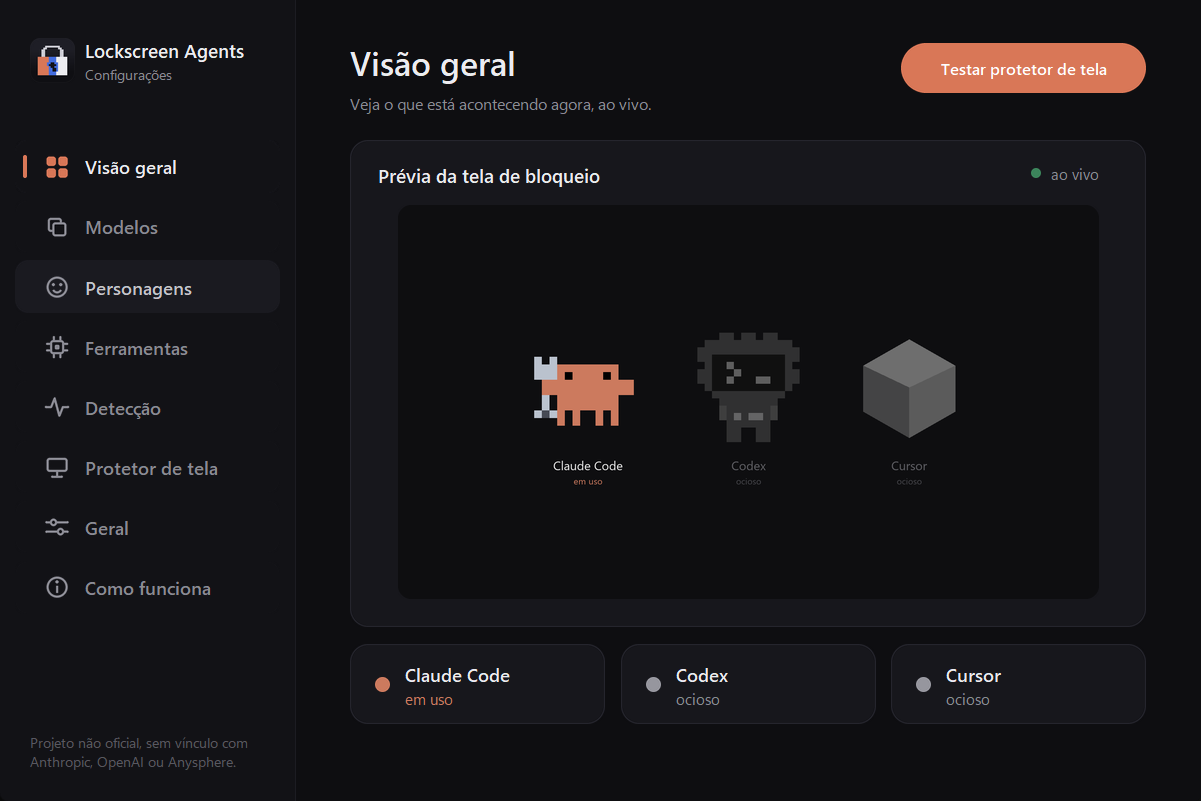 Lockscreen Agents
Configurações
Visão geral
Modelos
Personagens
Ferramentas
Detecção
Protetor de tela
Geral
Como funciona
Projeto não oficial, sem vínculo com
Anthropic, OpenAI ou Anysphere.
Visão geral
Veja o que está acontecendo agora, ao vivo.
Testar protetor de tela
Prévia da tela de bloqueio
ao vivo
Claude Code
em uso
Codex
ocioso
Cursor
ocioso
Claude Code
em uso
Codex
ocioso
Cursor
ocioso